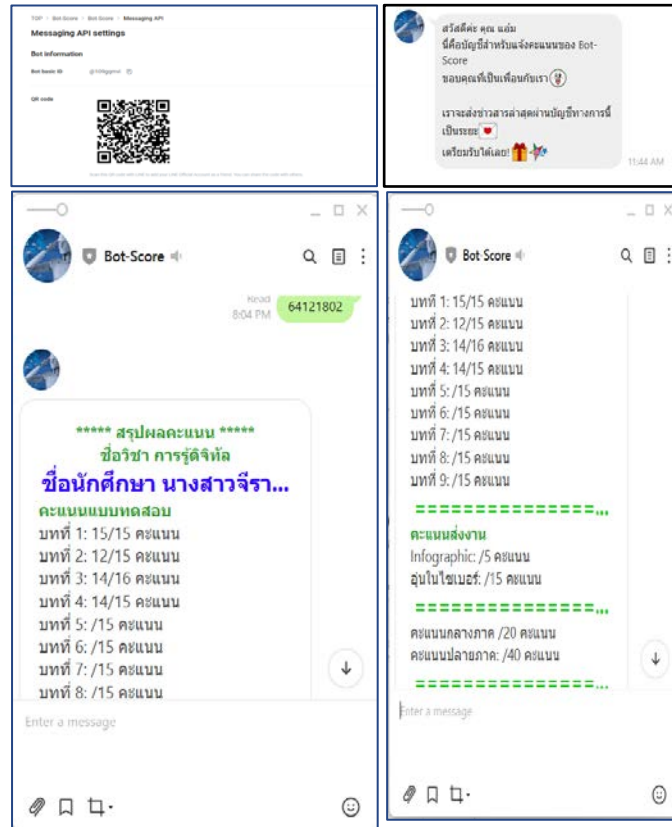 TOP / Bot-Score / Bot-Score / Messaging API
Messaging API settings
Bot information
Bot basic ID
QR code
สวัสดีค่ะ คุณ แอ่ม
นี่คือบัญชีสำหรับแจ้งคะแนนของ Bot-
Score
ขอบคุณที่เป็นเพื่อนกับเรา
เราจะส่งข่าวสารล่าสุดผ่านบัญชีทางการนี้
เป็นระยะ
เตรียมรับได้เลย!
11:44 AM
Bot-Score
Read
8:04 PM
64121802
***** สรุปผลคะแนน *****
ชื่อวิชา การรู้ดิจิทัล
ชื่อนักศึกษา นางสาวจีรา...
คะแนนแบบทดสอบ
บทที่ 1: 15/15 คะแนน
บทที่ 2: 12/15 คะแนน
บทที่ 3: 14/16 คะแนน
บทที่ 4: 14/15 คะแนน
บทที่ 5: /15 คะแนน
บทที่ 6: /15 คะแนน
บทที่ 7: /15 คะแนน
บทที่ 8: /15 คะแนน
Enter a message
Bot-Score
บทที่ 1: 15/15 คะแนน
บทที่ 2: 12/15 คะแนน
บทที่ 3: 14/16 คะแนน
บทที่ 4: 14/15 คะแนน
บทที่ 5: /15 คะแนน
บทที่ 6: /15 คะแนน
บทที่ 7: /15 คะแนน
บทที่ 8: /15 คะแนน
บทที่ 9: /15 คะแนน
===============...
คะแนนส่งงาน
Infographic: /5 คะแนน
อุ่นใจไซเบอร์: /15 คะแนน
===============...
คะแนนกลางภาค /20 คะแนน
คะแนนปลายภาค: /40 คะแนน
===============...
Enter a message